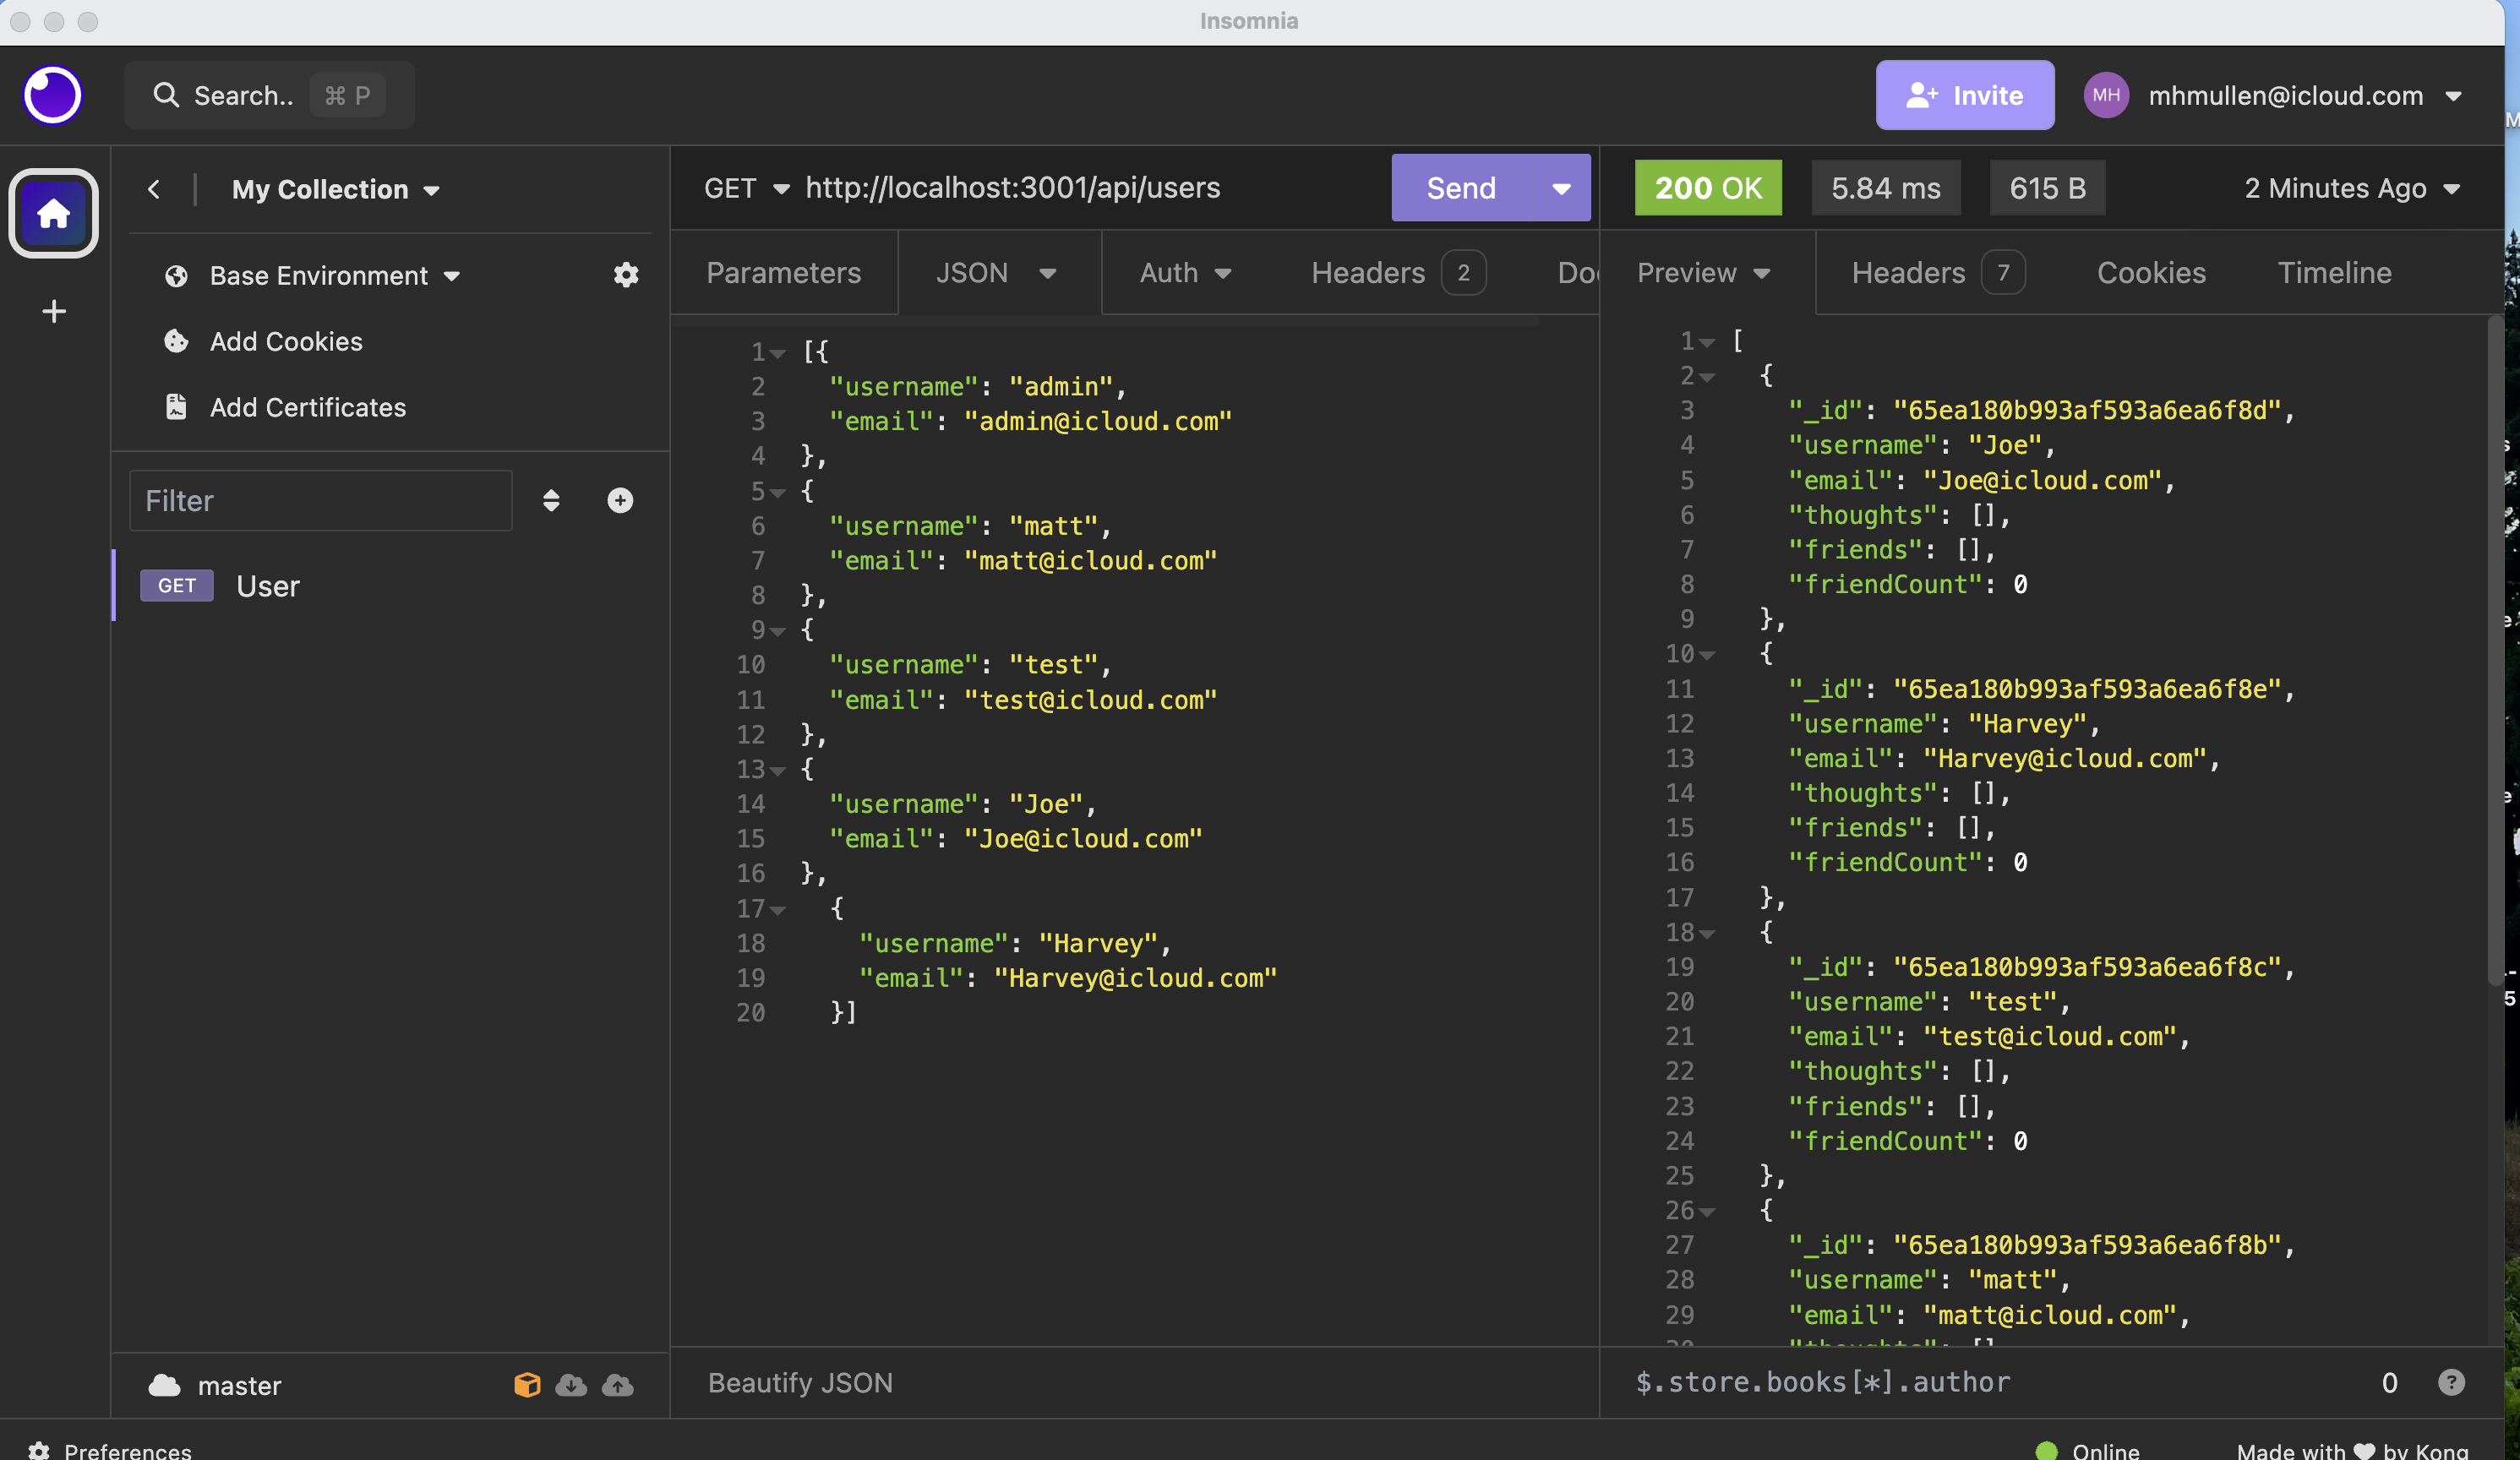 Insomnia
Search.. ⌘ P
Invite
MH
mhmullen@icloud.com
My Collection
Base Environment
Add Cookies
Add Certificates
Filter
GET User
master
GET http://localhost:3001/api/users
Send
Parameters JSON Auth Headers 2 Do
1 [{
2 "username": "admin",
3 "email": "admin@icloud.com"
4 },
5 {
6 "username": "matt",
7 "email": "matt@icloud.com"
8 },
9 {
10 "username": "test",
11 "email": "test@icloud.com"
12 },
13 {
14 "username": "Joe",
15 "email": "Joe@icloud.com"
16 },
17 {
18 "username": "Harvey",
19 "email": "Harvey@icloud.com"
20 }]
Beautify JSON
200 OK 5.84 ms 615 B 2 Minutes Ago
Preview Headers 7 Cookies Timeline
1 [
2 {
3 "_id": "65ea180b993af593a6ea6f8d",
4 "username": "Joe",
5 "email": "Joe@icloud.com",
6 "thoughts": [],
7 "friends": [],
8 "friendCount": 0
9 },
10 {
11 "_id": "65ea180b993af593a6ea6f8e",
12 "username": "Harvey",
13 "email": "Harvey@icloud.com",
14 "thoughts": [],
15 "friends": [],
16 "friendCount": 0
17 },
18 {
19 "_id": "65ea180b993af593a6ea6f8c",
20 "username": "test",
21 "email": "test@icloud.com",
22 "thoughts": [],
23 "friends": [],
24 "friendCount": 0
25 },
26 {
27 "_id": "65ea180b993af593a6ea6f8b",
28 "username": "matt",
29 "email": "matt@icloud.com",
$.store.books[*].author 0
Preferences
Online
Made with ♥ by Kong